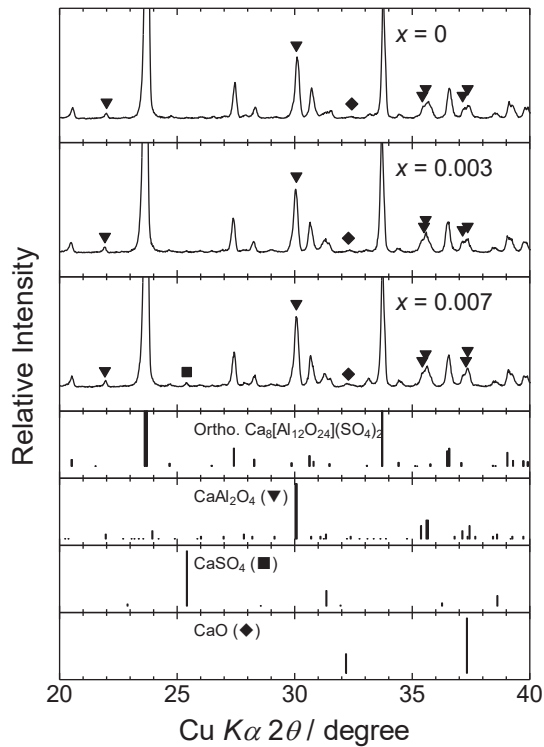 x = 0
x = 0.003
x = 0.007
Relative Intensity
Ortho. Ca₈[Al₁₂O₂₄](SO₄)₂
CaAl₂O₄ (▼)
CaSO₄ (■)
CaO (◆)
20 25 30 35 40
Cu Kα 2θ / degree